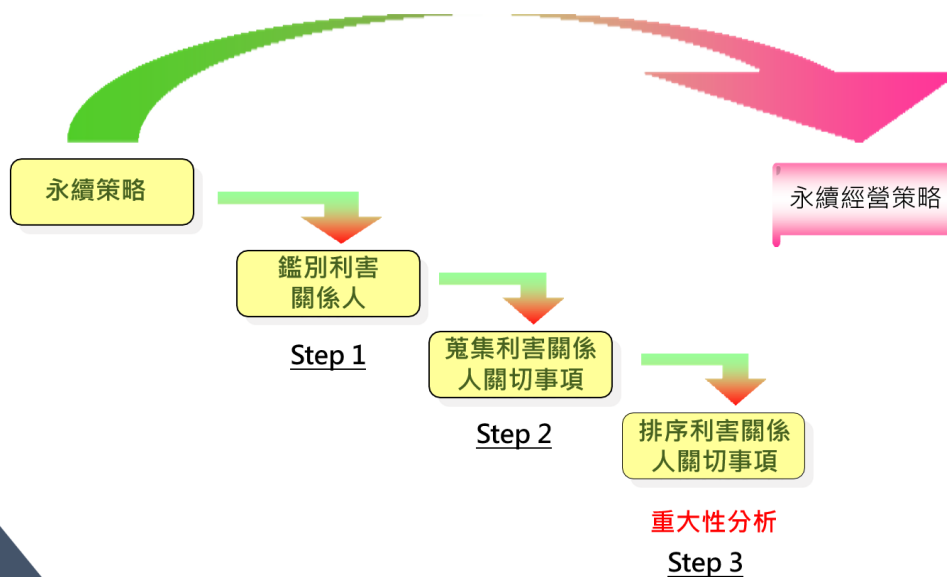 永續策略
永續經營策略
鑑別利害
關係人
Step 1
蒐集利害關係
人關切事項
Step 2
排序利害關係
人關切事項
重大性分析
Step 3